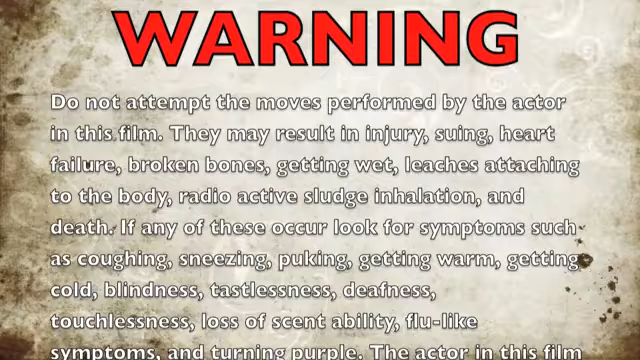 WARNING
Do not attempt the moves performed by the actor
in this film. They may result in injury, suing, heart
failure, broken bones, getting wet, leaches attaching
to the body, radio active sludge inhalation, and
death. If any of these occur look for symptoms such
as coughing, sneezing, puking, getting warm, getting
cold, blindness, tastlessness, deafness,
touchlessness, loss of scent ability, flu-like
symptoms, and turning purple. The actor in this film